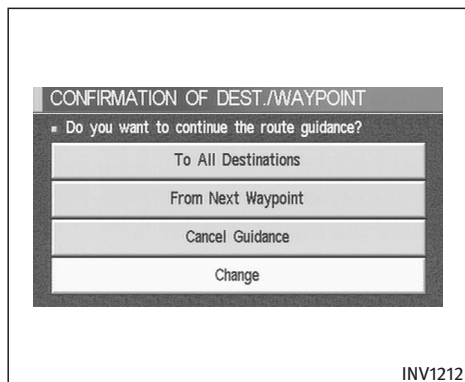 CONFIRMATION OF DEST./WAYPOINT
▪ Do you want to continue the route guidance?
To All Destinations
From Next Waypoint
Cancel Guidance
Change
INV1212